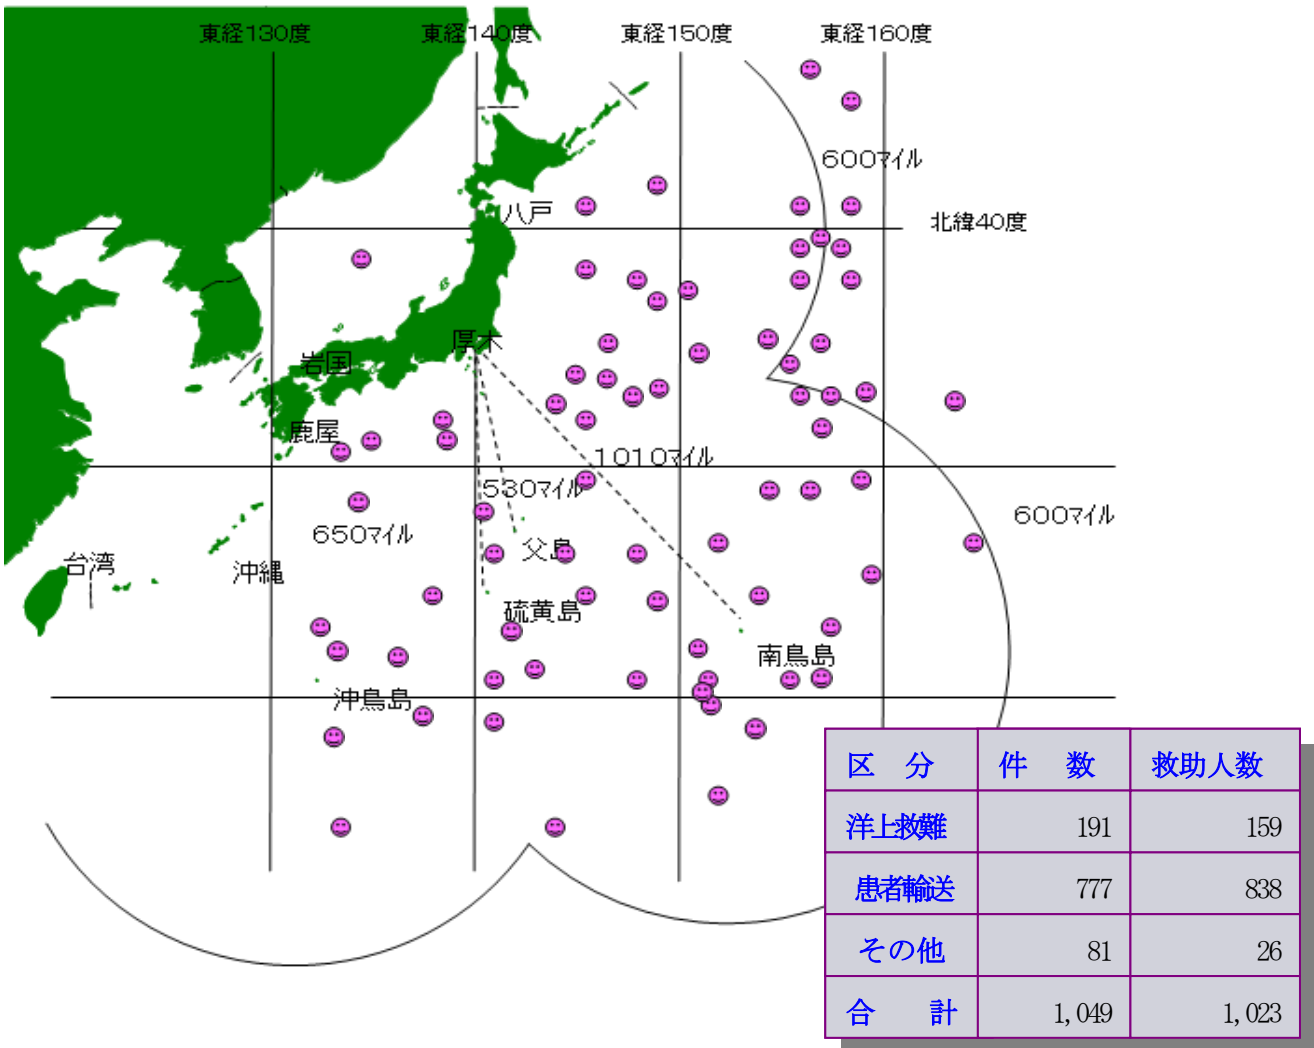 東経130度
東経140度
東経150度
東経160度
600マイル
八戸
北緯40度
厚木
岩国
鹿屋
1010マイル
530マイル
650マイル
600マイル
父島
台湾
沖縄
硫黄島
南鳥島
沖鳥島
区 分 件 数 救助人数
洋上救難 191 159
患者輸送 777 838
その他 81 26
合 計 1,049 1,023